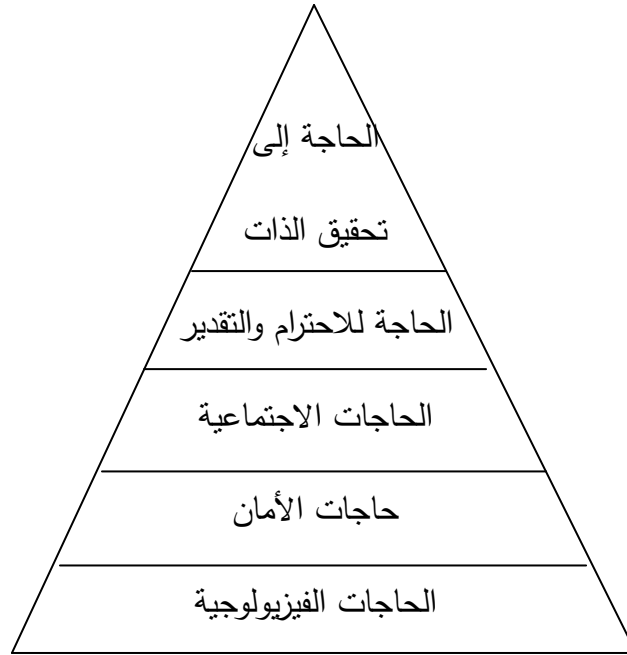 الحاجة إلى
تحقيق الذات
الحاجة للاحترام والتقدير
الحاجات الاجتماعية
حاجات الأمان
الحاجات الفيزيولوجية